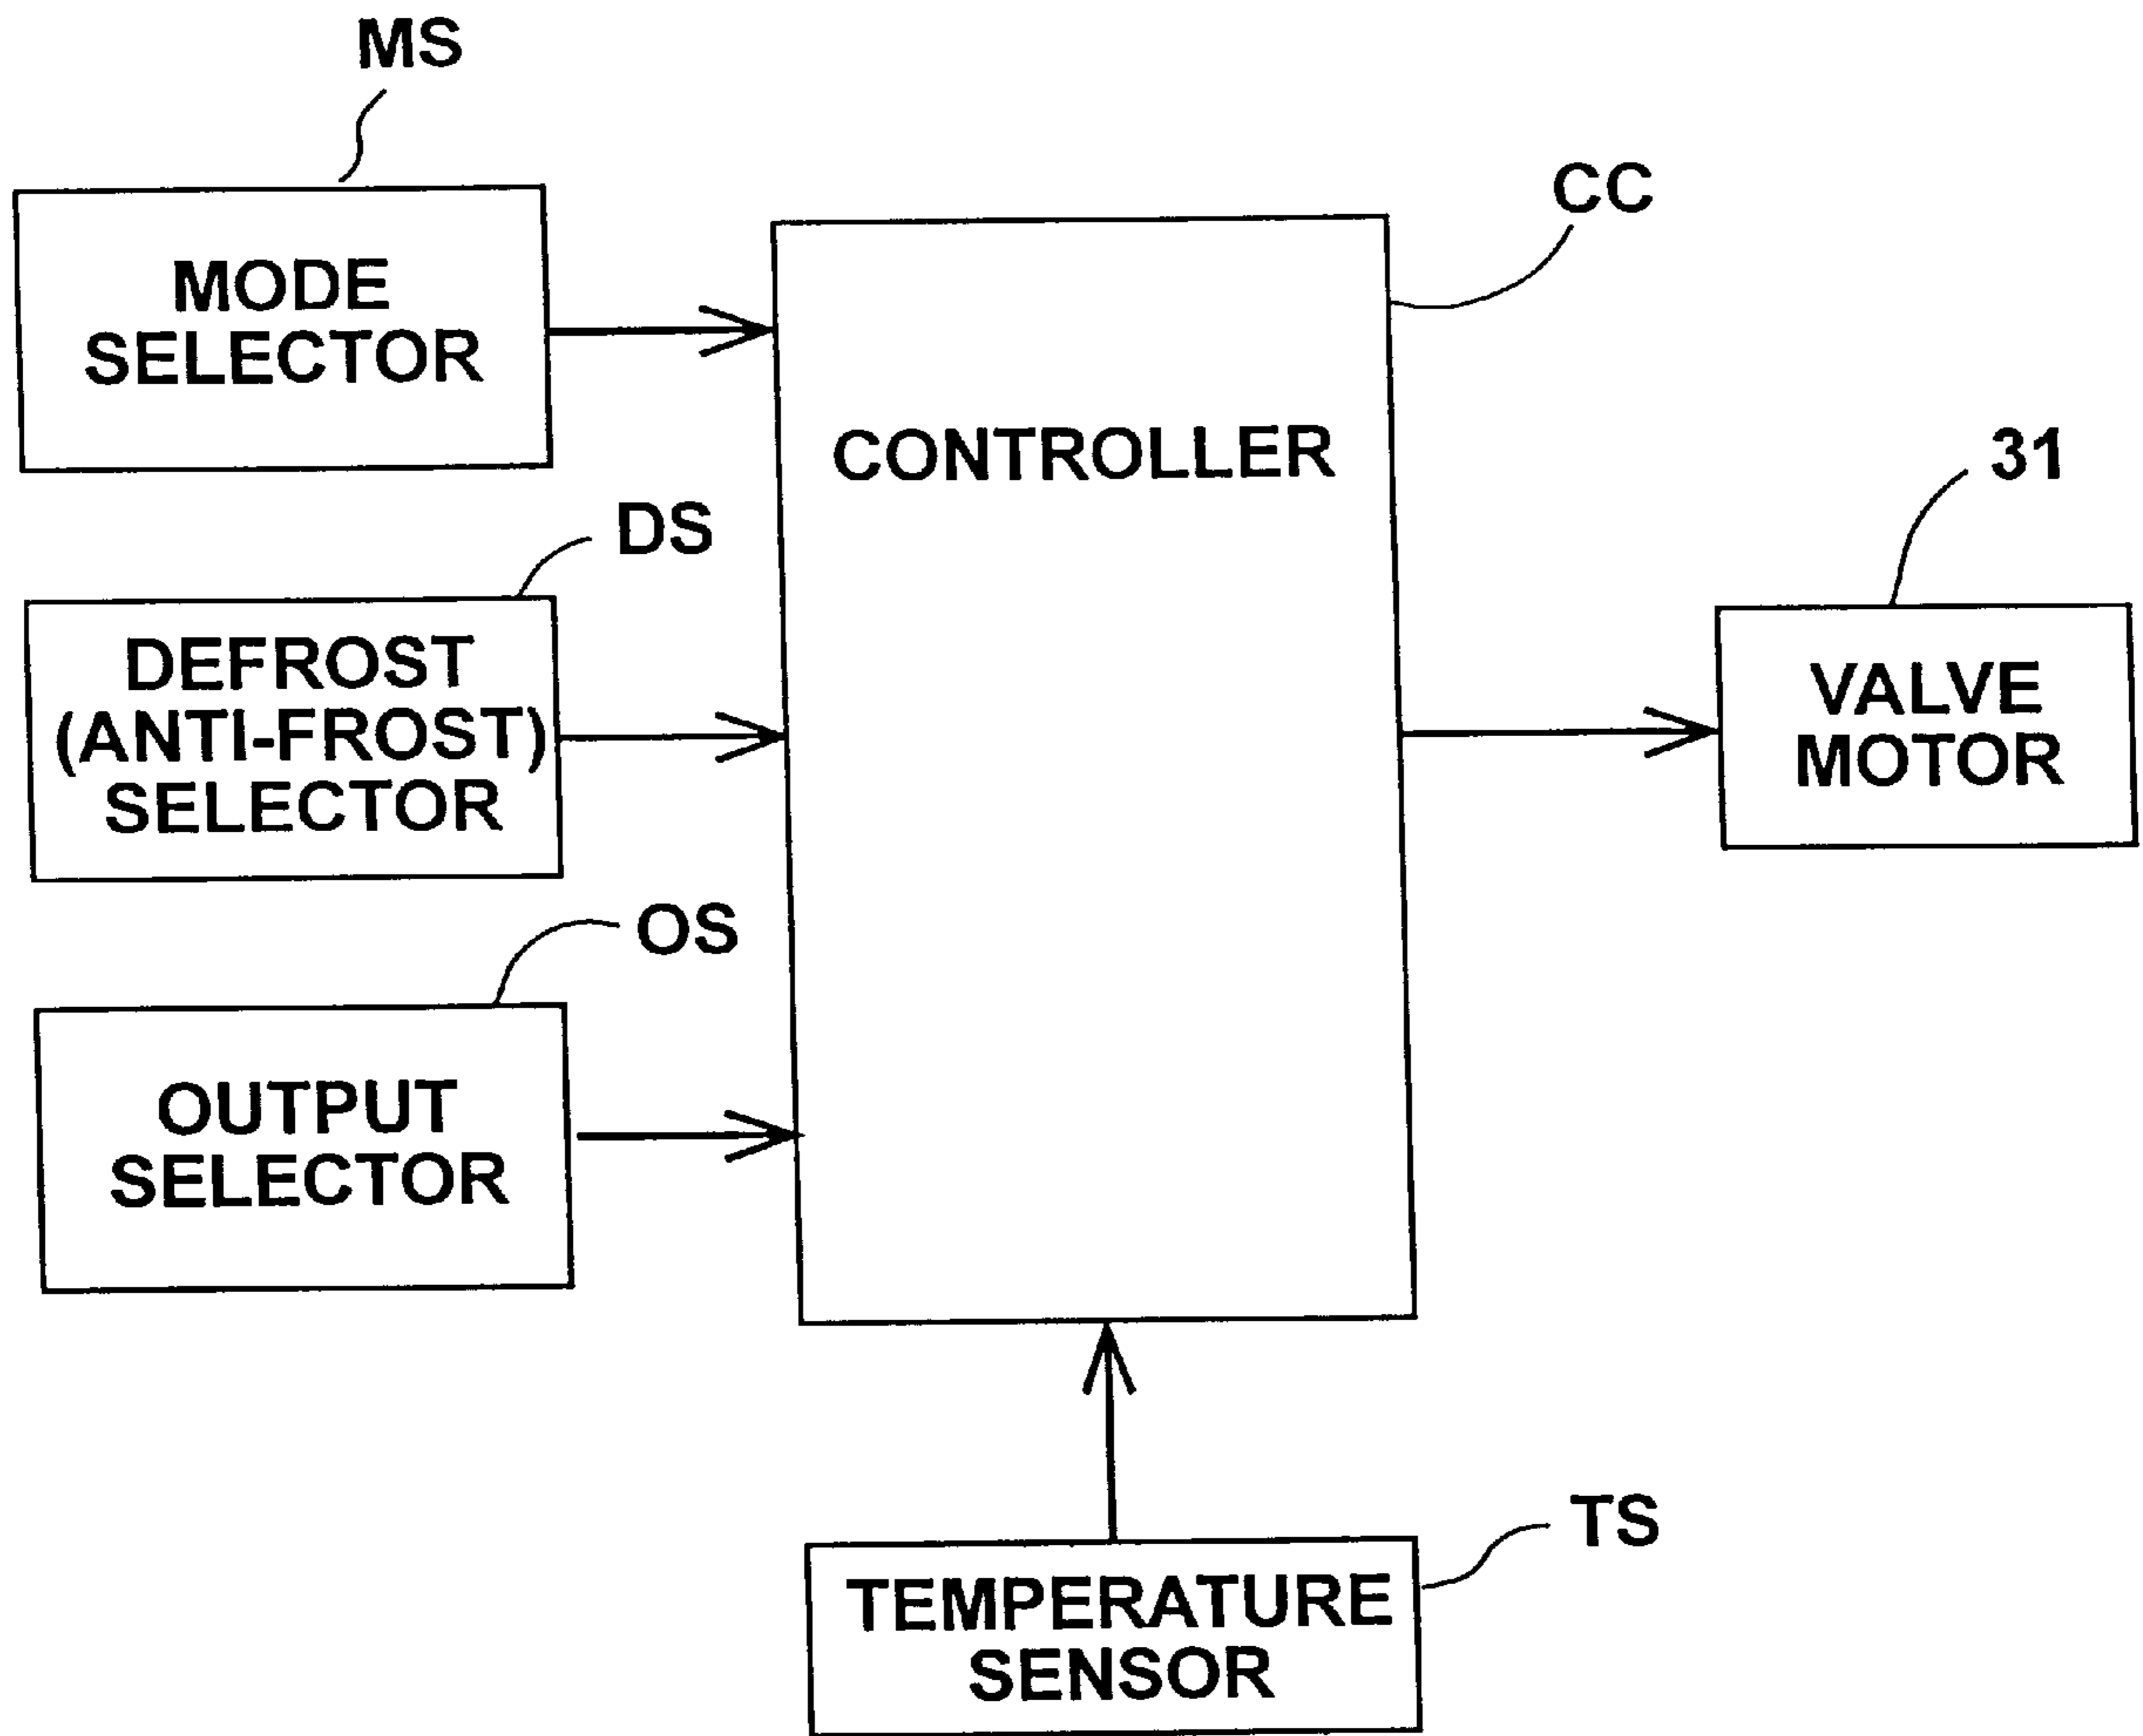 MS
MODE
SELECTOR
CC
CONTROLLER
31
VALVE
MOTOR
DS
DEFROST
(ANTI-FROST)
SELECTOR
OS
OUTPUT
SELECTOR
TS
TEMPERATURE
SENSOR